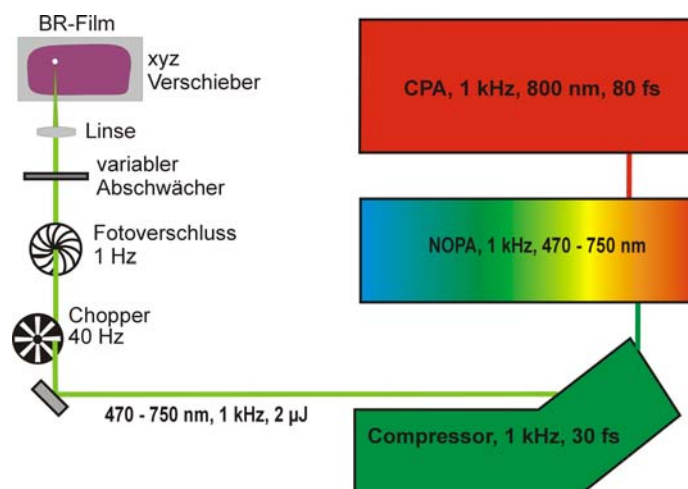 BR-Film
xyz
Verschieber
Linse
variabler
Abschwächer
Fotoverschluss
1 Hz
Chopper
40 Hz
470 - 750 nm, 1 kHz, 2 µJ
CPA, 1 kHz, 800 nm, 80 fs
NOPA, 1 kHz, 470 - 750 nm
Compressor, 1 kHz, 30 fs